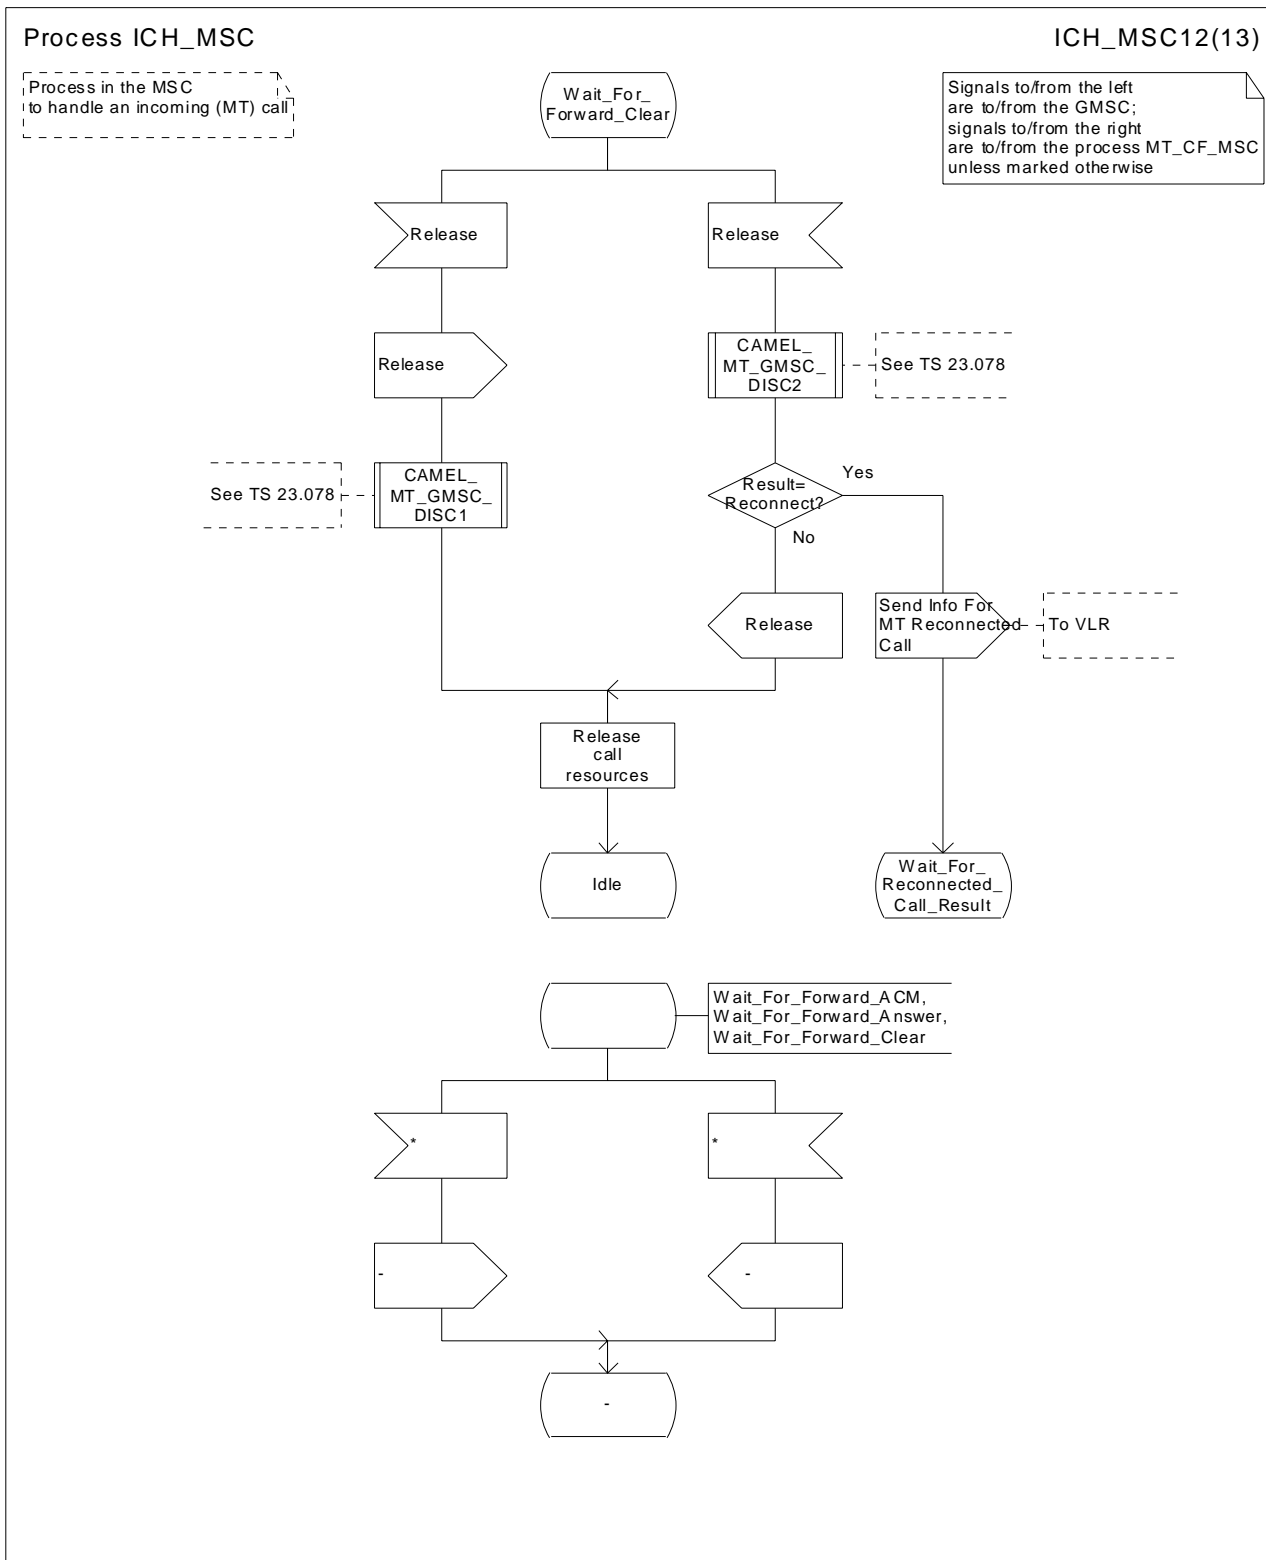 Process ICH_MSC
ICH_MSC12(13)
Process in the MSC
to handle an incoming (MT) call
Wait_For_
Forward_Clear
Signals to/from the left
are to/from the GMSC;
signals to/from the right
are to/from the process MT_CF_MSC
unless marked otherwise
Release
Release
Release
CAMEL_
MT_GMSC_
DISC2
See TS 23.078
See TS 23.078
CAMEL_
MT_GMSC_
DISC1
Result=
Reconnect?
Yes
No
Release
Send Info For
MT Reconnected
Call
To VLR
Release
call
resources
Idle
Wait_For_
Reconnected_
Call_Result
Wait_For_Forward_ACM,
Wait_For_Forward_Answer,
Wait_For_Forward_Clear
*
*
-
-
-